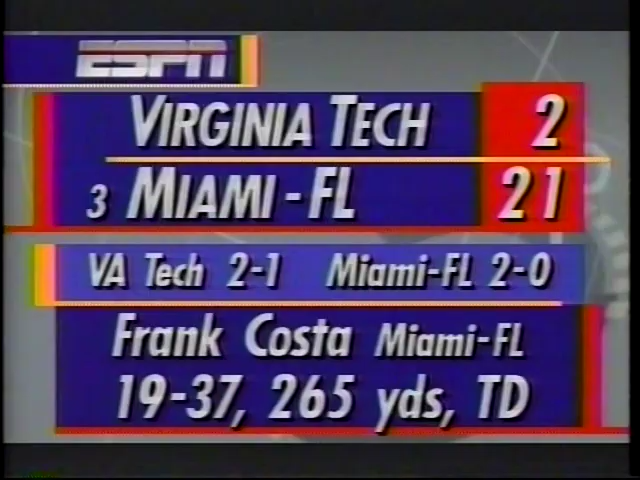 ESPN
VIRGINIA TECH 2
3 MIAMI-FL 21
VA Tech 2-1 Miami-FL 2-0
Frank Costa Miami-FL
19-37, 265 yds, TD